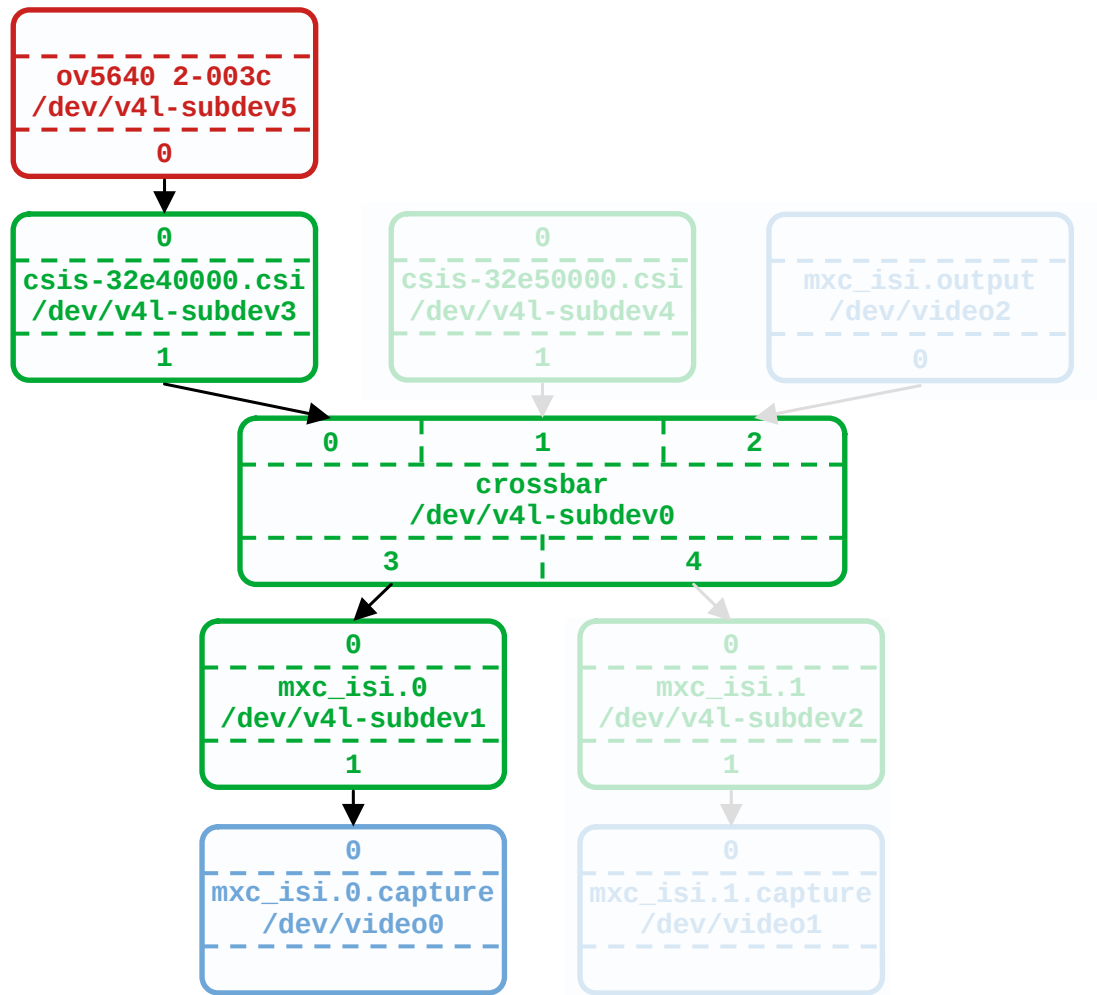 ov5640 2-003c
/dev/v4l-subdev5
0
0
csis-32e40000.csi
/dev/v4l-subdev3
1
0
csis-32e50000.csi
/dev/v4l-subdev4
1
mxc_isi.output
/dev/video2
0
0 1 2
crossbar
/dev/v4l-subdev0
3 4
0
mxc_isi.0
/dev/v4l-subdev1
1
0
mxc_isi.1
/dev/v4l-subdev2
1
0
mxc_isi.0.capture
/dev/video0
0
mxc_isi.1.capture
/dev/video1